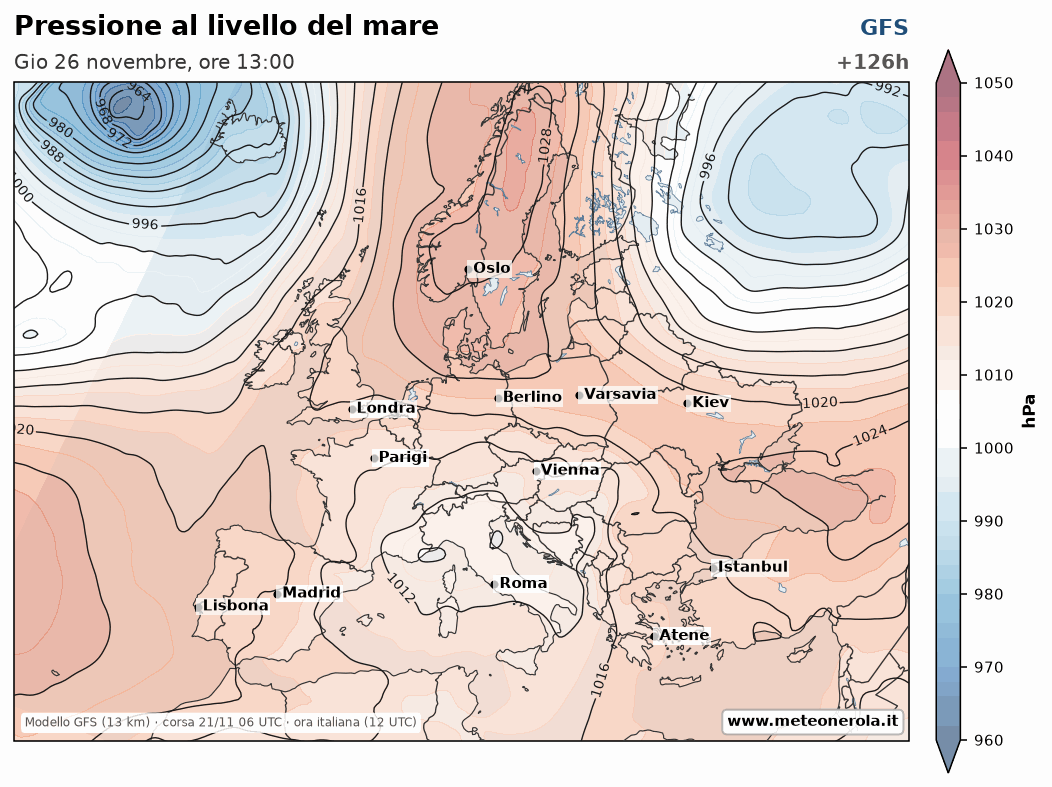 Pressione al livello del mare
GFS
Gio 26 novembre, ore 13:00
+126h
964
968
972
980
988
1000
996
1016
1028
992
996
1050
1040
1030
1020
1010
1000
990
980
970
960
hPa
Oslo
Berlino
Varsavia
Kiev
1020
Londra
1024
20
Parigi
Vienna
Istanbul
Roma
1012
Madrid
Lisbona
Atene
1016
Modello GFS (13 km) · corsa 21/11 06 UTC · ora italiana (12 UTC)
www.meteonerola.it